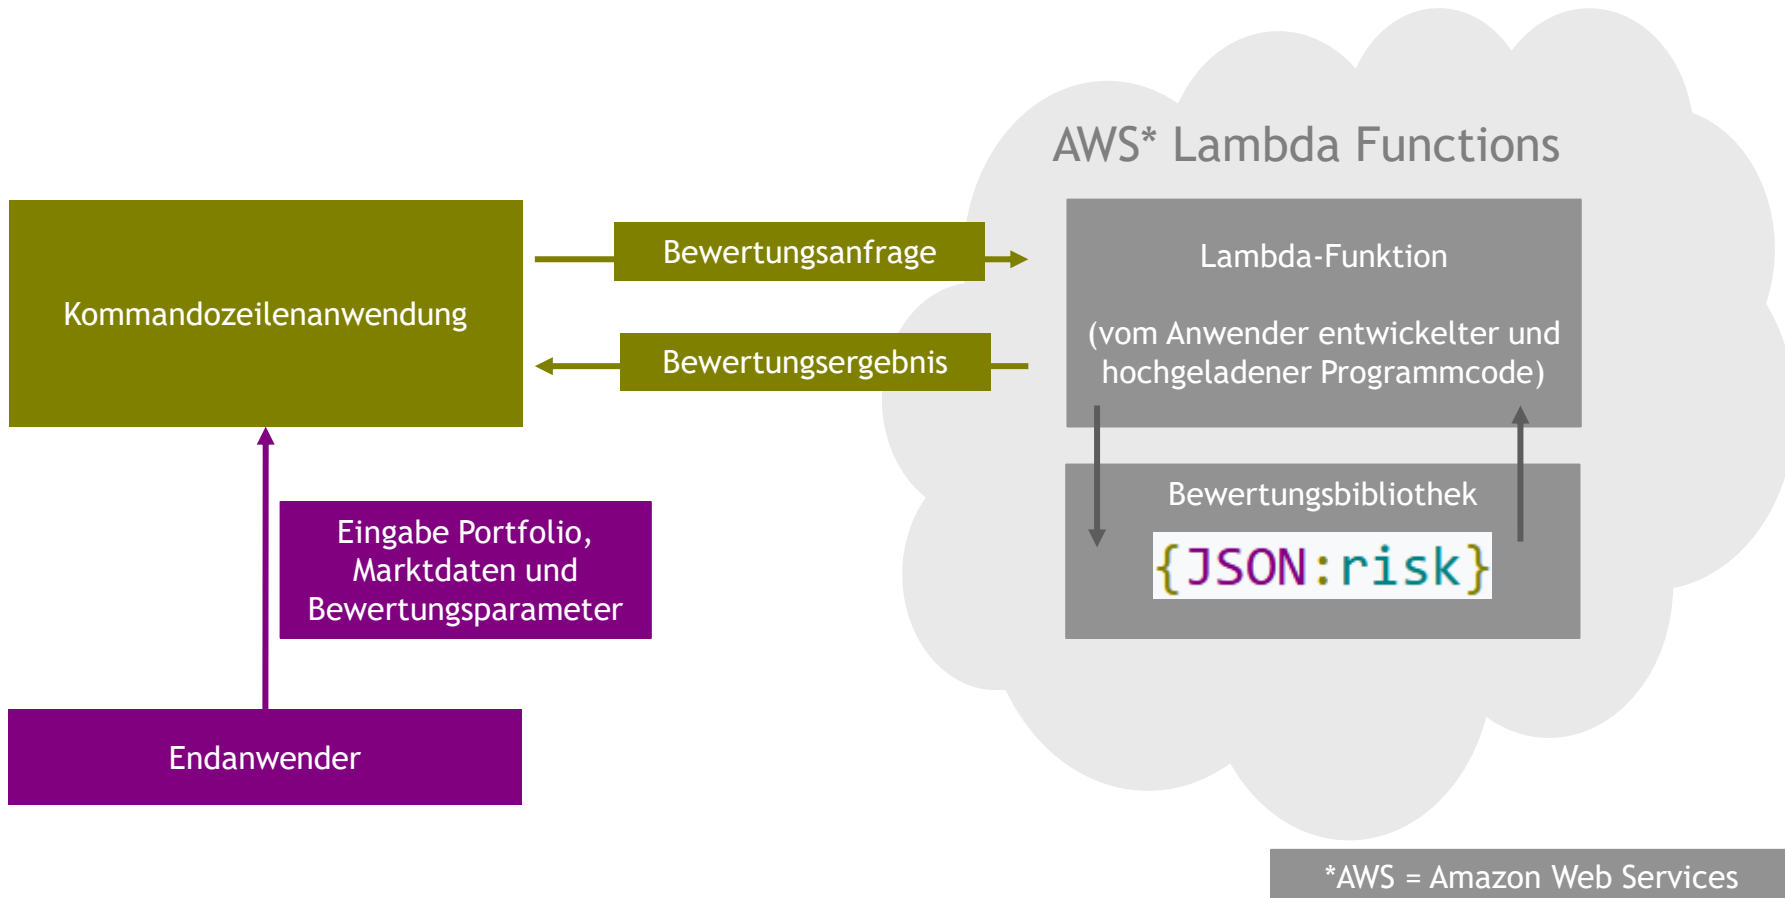 AWS* Lambda Functions
Kommandozeilenanwendung
Bewertungsanfrage
Bewertungsergebnis
Lambda-Funktion
(vom Anwender entwickelter und
hochgeladener Programmcode)
Bewertungsbibliothek
{JSON:risk}
Eingabe Portfolio,
Marktdaten und
Bewertungsparameter
Endanwender
*AWS = Amazon Web Services